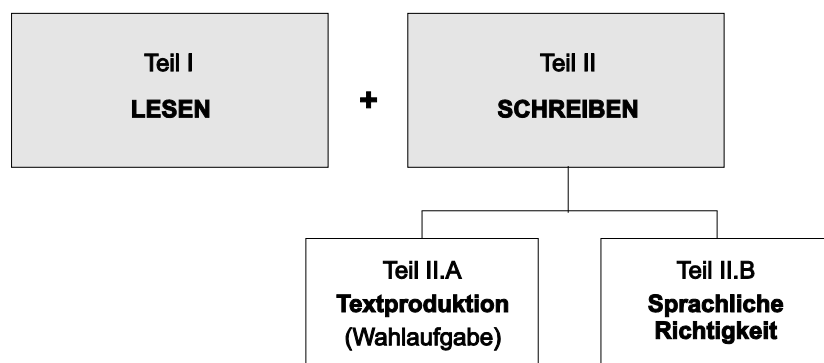 Teil I
LESEN
+
Teil II
SCHREIBEN
Teil II.A
Textproduktion
(Wahlaufgabe)
Teil II.B
Sprachliche
Richtigkeit